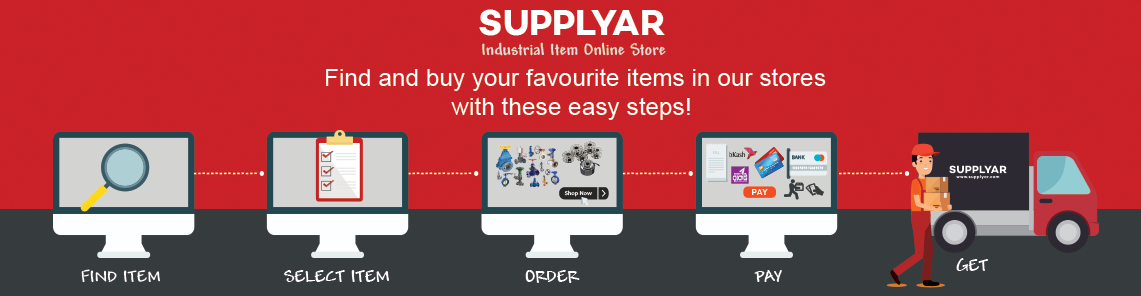 SUPPLYAR
Industrial Item Online Store
Find and buy your favourite items in our stores
with these easy steps!
bKash
BANK
Shop Now
PAY
SUPPLYAR
www.supplyar.com
FIND ITEM
SELECT ITEM
ORDER
PAY
GET